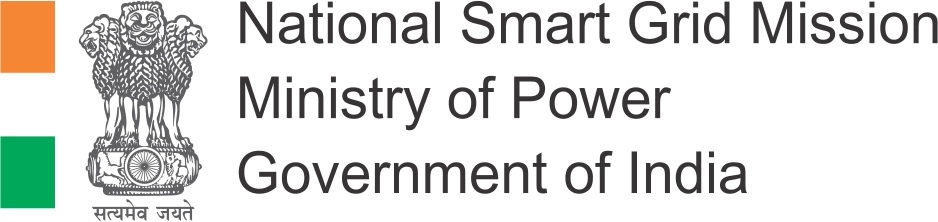 National Smart Grid Mission
Ministry of Power
Government of India
सत्यमेव जयते